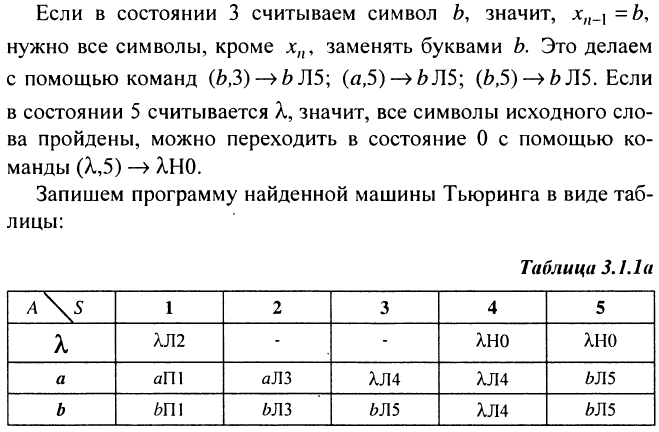 Если в состоянии 3 считываем символ b, значит, xₙ₋₁ = b,
нужно все символы, кроме xₙ, заменять буквами b. Это делаем
с помощью команд (b,3) → b Л5; (a,5) → b Л5; (b,5) → b Л5. Если
в состоянии 5 считывается λ, значит, все символы исходного сло-
ва пройдены, можно переходить в состояние 0 с помощью ко-
манды (λ,5) → λН0.
Запишем программу найденной машины Тьюринга в виде таб-
лицы:
Таблица 3.1.1а
A \ S 1 2 3 4 5
λ λЛ2 - - λН0 λН0
a aП1 aЛ3 λЛ4 λЛ4 bЛ5
b bП1 bЛ3 bЛ5 λЛ4 bЛ5